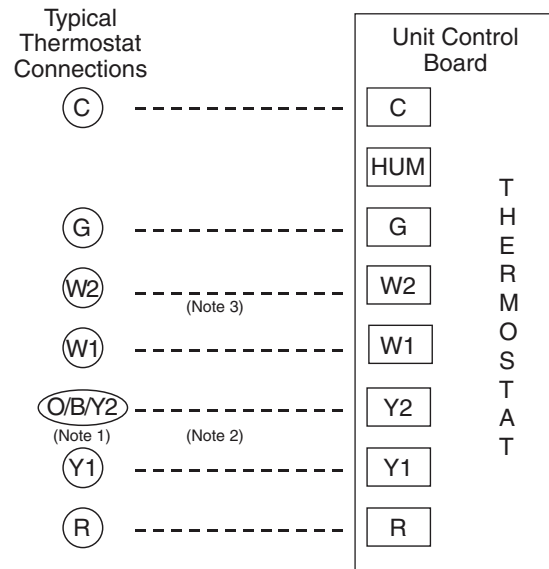 Typical
Thermostat
Connections
Unit Control
Board
C C
HUM
G G
W2 W2
(Note 3)
W1 W1
O/B/Y2 Y2
(Note 1) (Note 2)
Y1 Y1
R R
THERMOSTAT